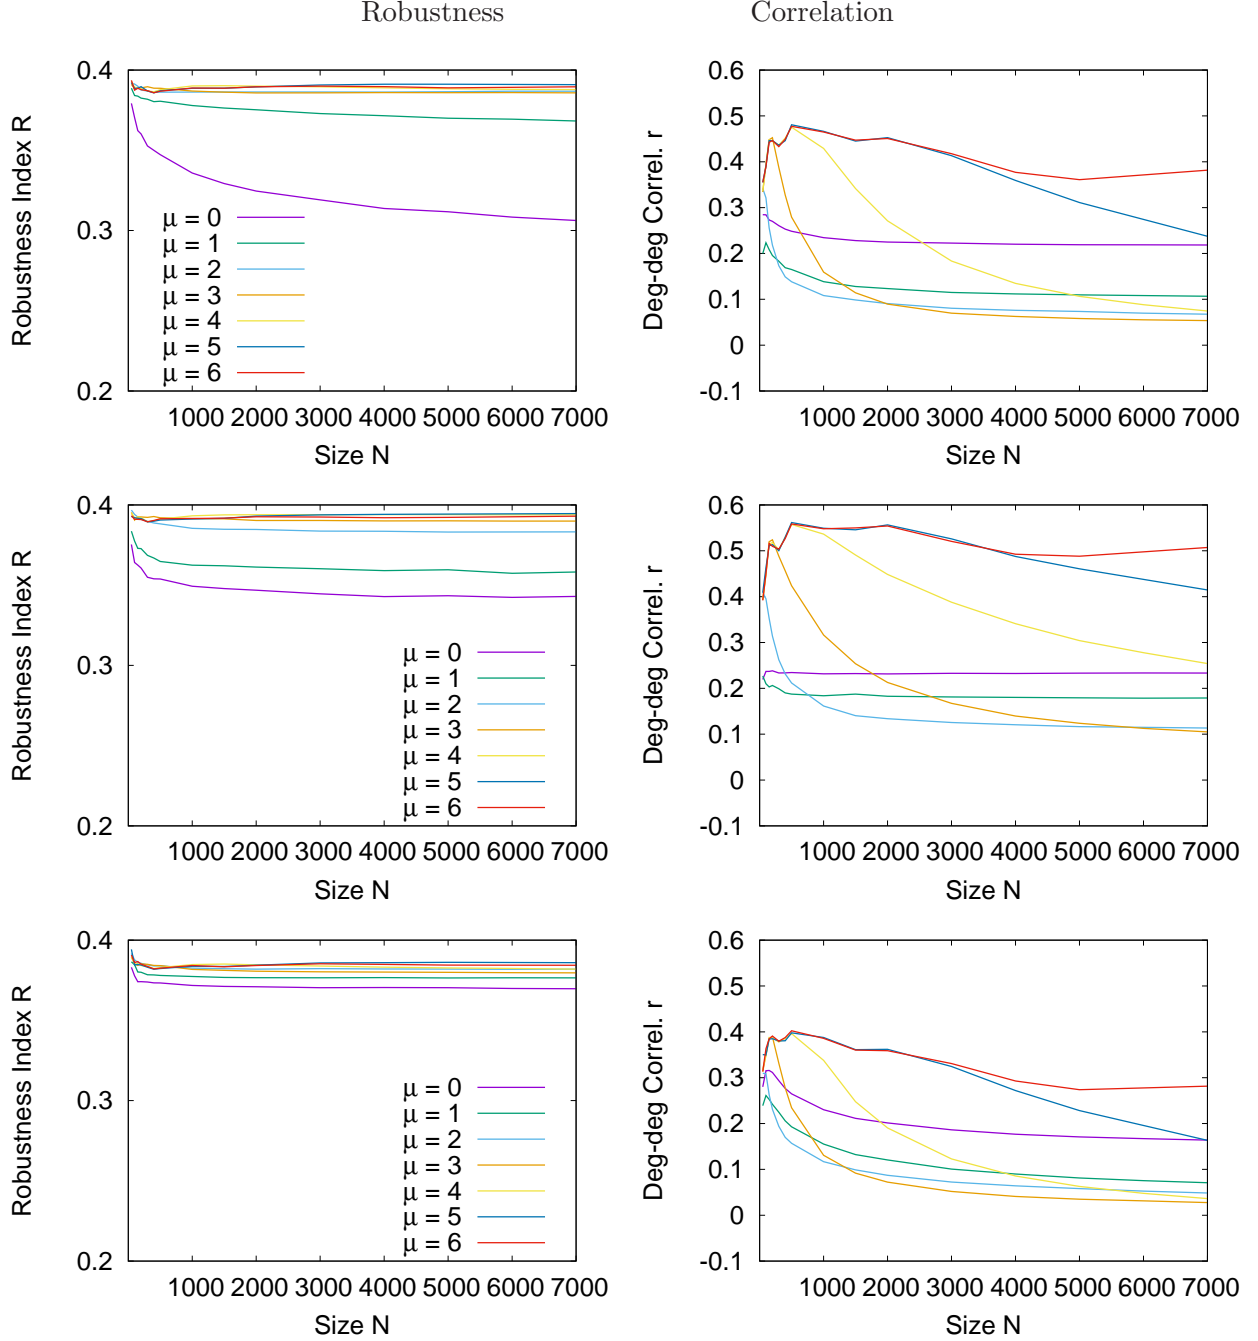 Robustness
Correlation
Robustness Index R
0.4
0.3
0.2
μ = 0
μ = 1
μ = 2
μ = 3
μ = 4
μ = 5
μ = 6
1000 2000 3000 4000 5000 6000 7000
Size N
Deg-deg Correl. r
0.6
0.5
0.4
0.3
0.2
0.1
0
-0.1
1000 2000 3000 4000 5000 6000 7000
Size N
Robustness Index R
0.4
0.3
0.2
μ = 0
μ = 1
μ = 2
μ = 3
μ = 4
μ = 5
μ = 6
1000 2000 3000 4000 5000 6000 7000
Size N
Deg-deg Correl. r
0.6
0.5
0.4
0.3
0.2
0.1
0
-0.1
1000 2000 3000 4000 5000 6000 7000
Size N
Robustness Index R
0.4
0.3
0.2
μ = 0
μ = 1
μ = 2
μ = 3
μ = 4
μ = 5
μ = 6
1000 2000 3000 4000 5000 6000 7000
Size N
Deg-deg Correl. r
0.6
0.5
0.4
0.3
0.2
0.1
0
-0.1
1000 2000 3000 4000 5000 6000 7000
Size N